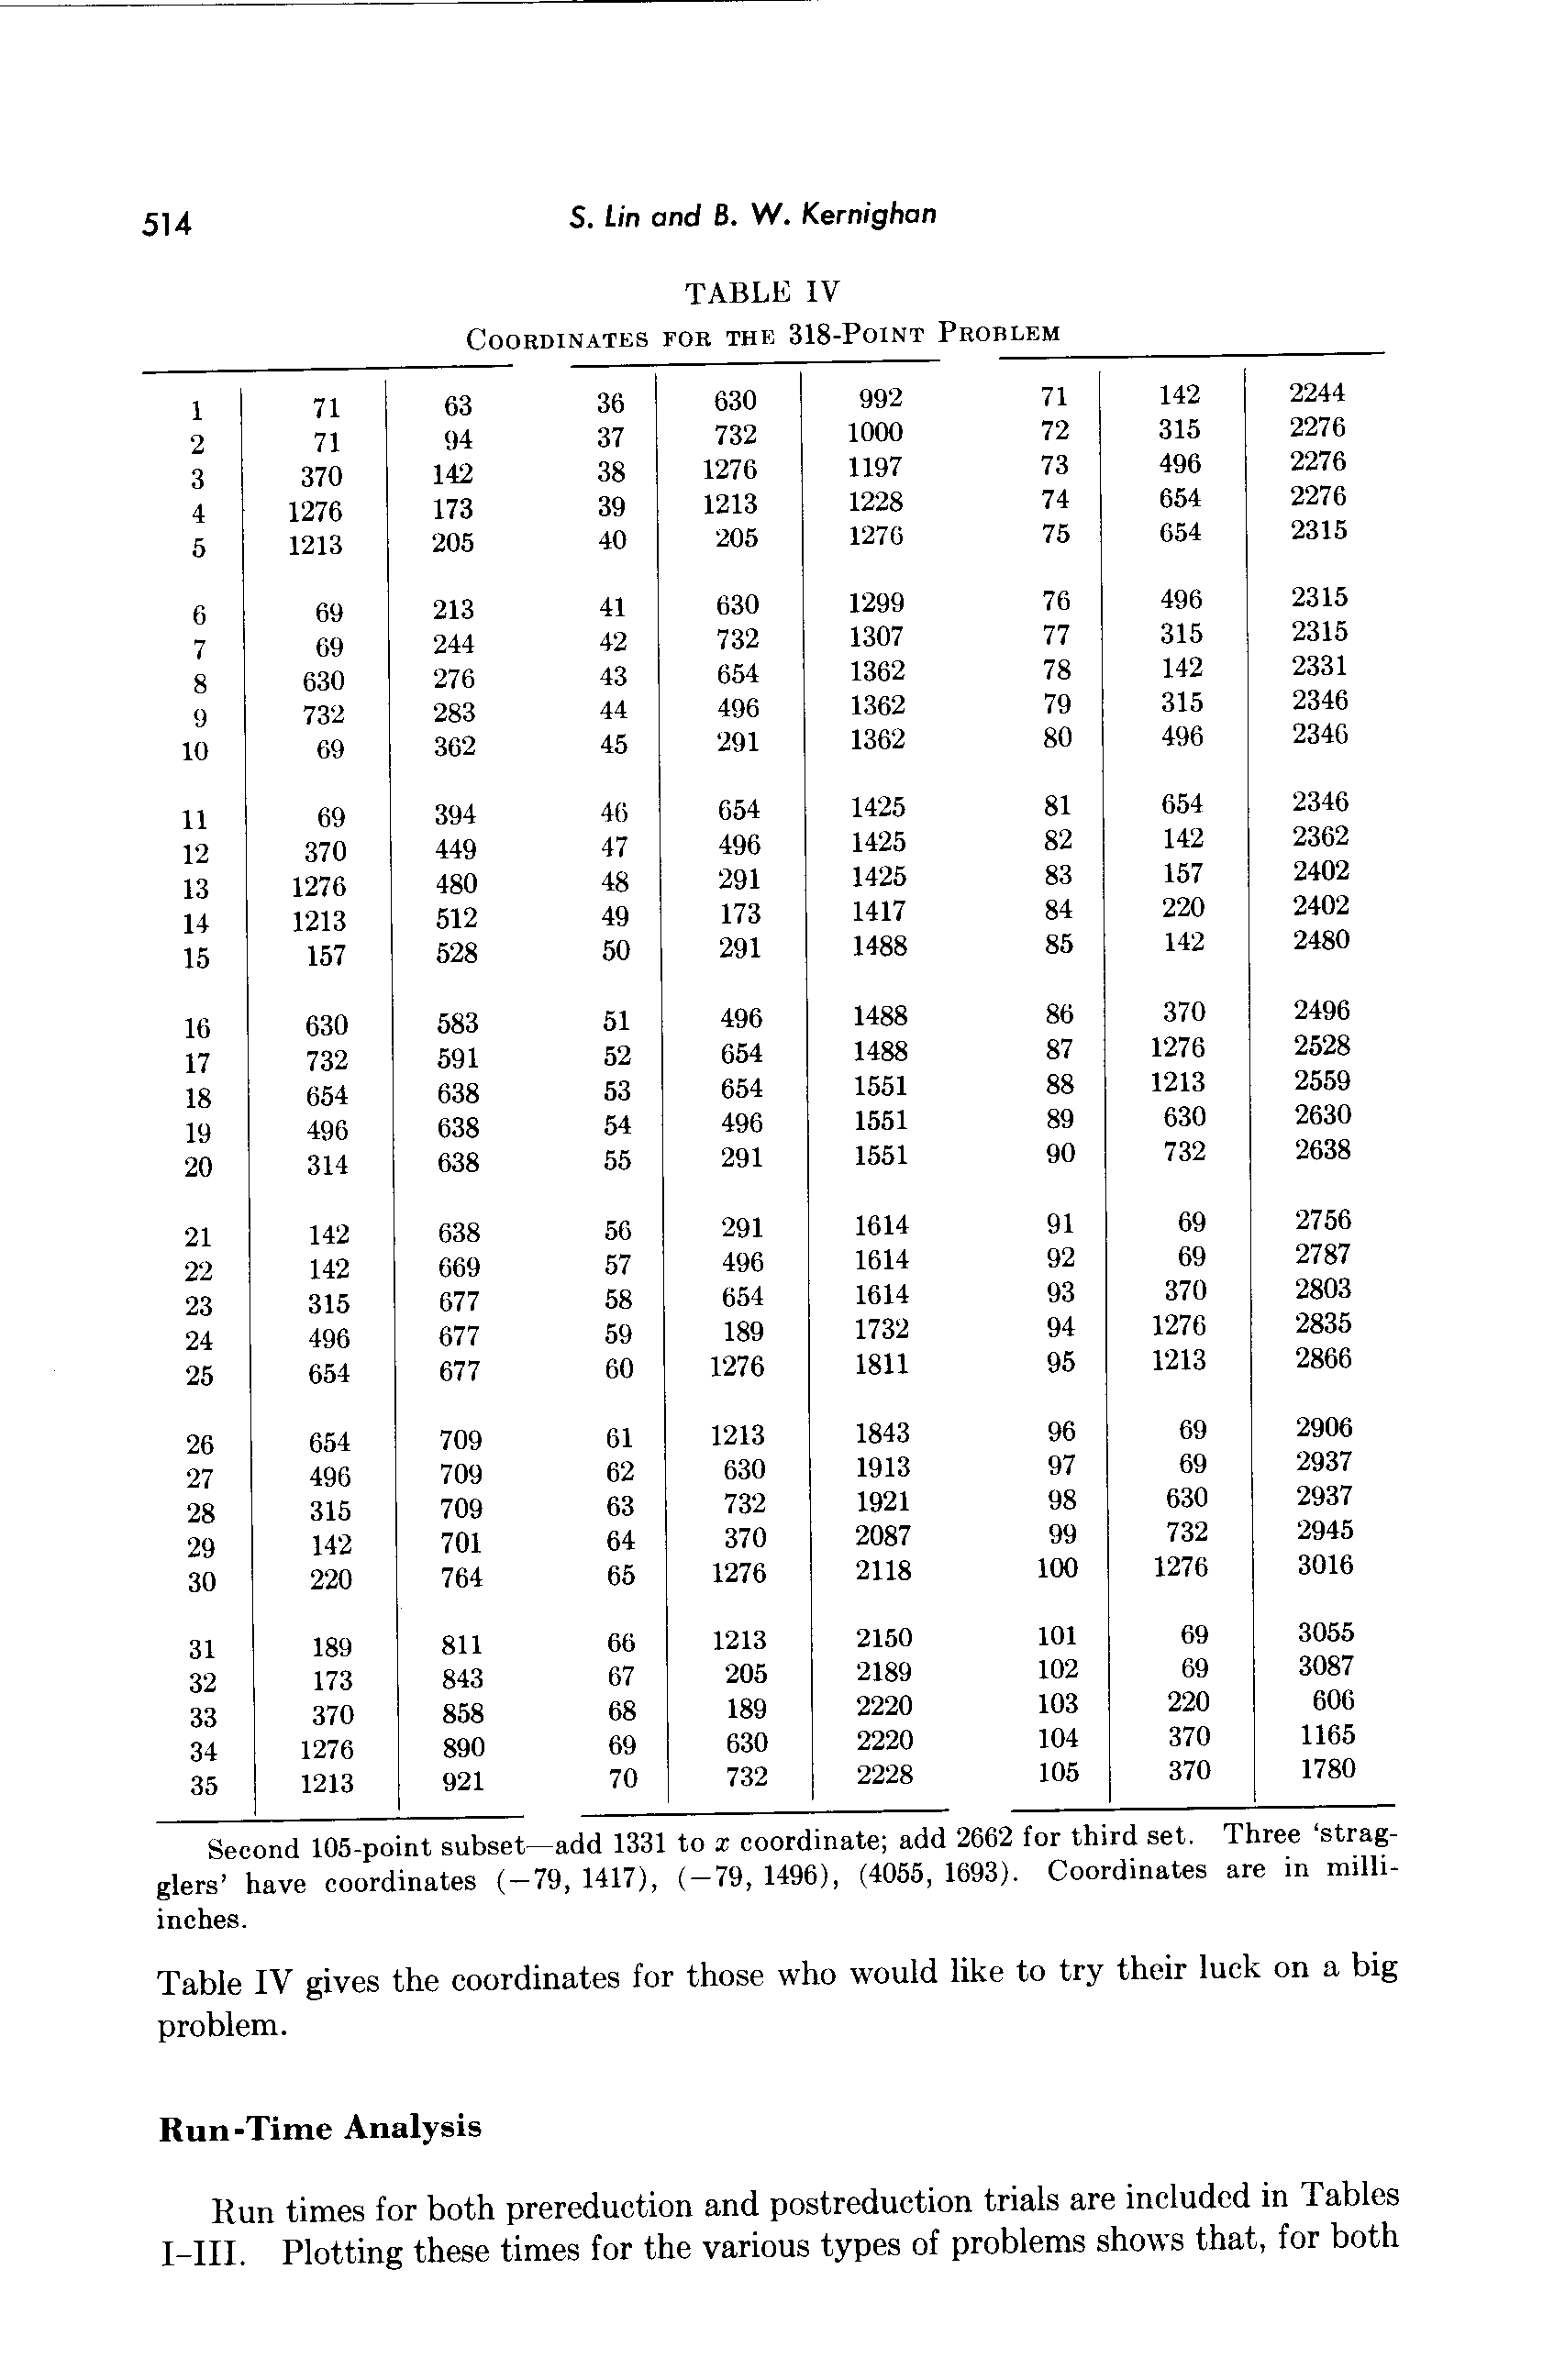 514 S. Lin and B. W. Kernighan
TABLE IV
COORDINATES FOR THE 318-POINT PROBLEM
1 71 63 36 630 992 71 142 2244
2 71 94 37 732 1000 72 315 2276
3 370 142 38 1276 1197 73 496 2276
4 1276 173 39 1213 1228 74 654 2276
5 1213 205 40 205 1276 75 654 2315
6 69 213 41 630 1299 76 496 2315
7 69 244 42 732 1307 77 315 2315
8 630 276 43 654 1362 78 142 2331
9 732 283 44 496 1362 79 315 2346
10 69 362 45 291 1362 80 496 2346
11 69 394 46 654 1425 81 654 2346
12 370 449 47 496 1425 82 142 2362
13 1276 480 48 291 1425 83 157 2402
14 1213 512 49 173 1417 84 220 2402
15 157 528 50 291 1488 85 142 2480
16 630 583 51 496 1488 86 370 2496
17 732 591 52 654 1488 87 1276 2528
18 654 638 53 654 1551 88 1213 2559
19 496 638 54 496 1551 89 630 2630
20 314 638 55 291 1551 90 732 2638
21 142 638 56 291 1614 91 69 2756
22 142 669 57 496 1614 92 69 2787
23 315 677 58 654 1614 93 370 2803
24 496 677 59 189 1732 94 1276 2835
25 654 677 60 1276 1811 95 1213 2866
26 654 709 61 1213 1843 96 69 2906
27 496 709 62 630 1913 97 69 2937
28 315 709 63 732 1921 98 630 2937
29 142 701 64 370 2087 99 732 2945
30 220 764 65 1276 2118 100 1276 3016
31 189 811 66 1213 2150 101 69 3055
32 173 843 67 205 2189 102 69 3087
33 370 858 68 189 2220 103 220 606
34 1276 890 69 630 2220 104 370 1165
35 1213 921 70 732 2228 105 370 1780
Second 105-point subset—add 1331 to x coordinate; add 2662 for third set. Three 'strag-
glers' have coordinates (−79, 1417), (−79, 1496), (4055, 1693). Coordinates are in milli-
inches.
Table IV gives the coordinates for those who would like to try their luck on a big
problem.
Run-Time Analysis
Run times for both prereduction and postreduction trials are included in Tables
I–III. Plotting these times for the various types of problems shows that, for both